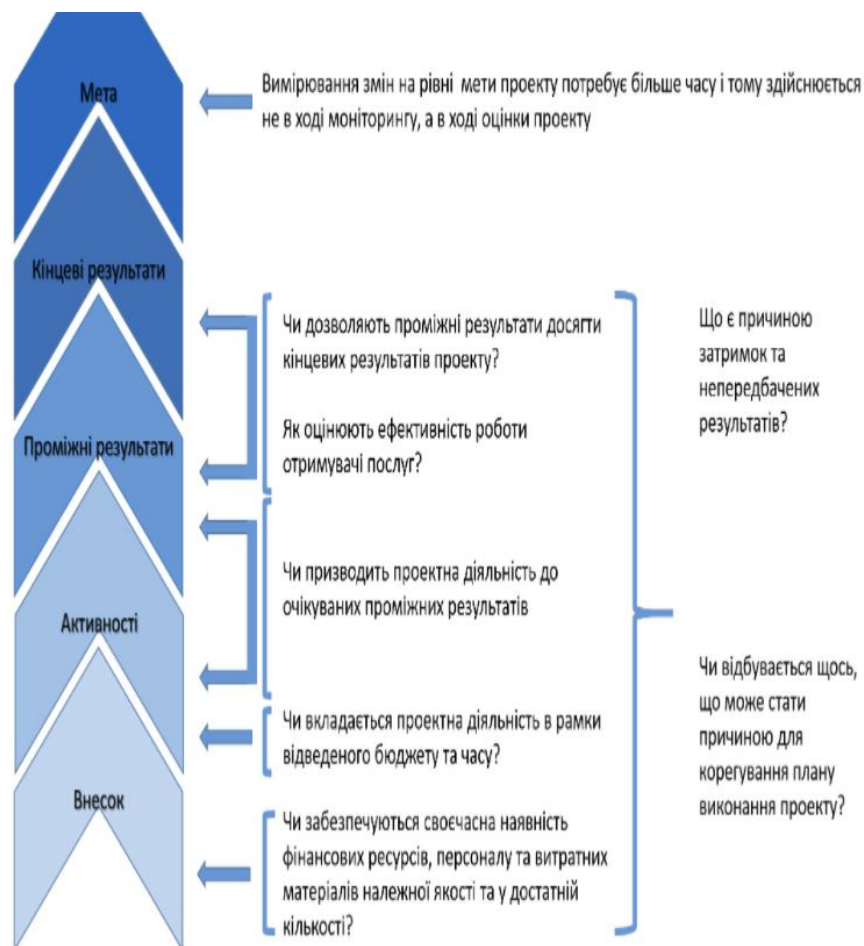 Мета
Вимірювання змін на рівні мети проекту потребує більше часу і тому здійснюється
не в ході моніторингу, а в ході оцінки проекту
Кінцеві результати
Чи дозволяють проміжні результати досягти
кінцевих результатів проекту?
Як оцінюють ефективність роботи
отримувачі послуг?
Що є причиною
затримок та
непередбачених
результатів?
Проміжні результати
Чи призводить проектна діяльність до
очікуваних проміжних результатів
Активності
Чи вкладається проектна діяльність в рамки
відведеного бюджету та часу?
Чи відбувається щось,
що може стати
причиною для
корегування плану
виконання проекту?
Внесок
Чи забезпечуються своєчасна наявність
фінансових ресурсів, персоналу та витратних
матеріалів належної якості та у достатній
кількості?